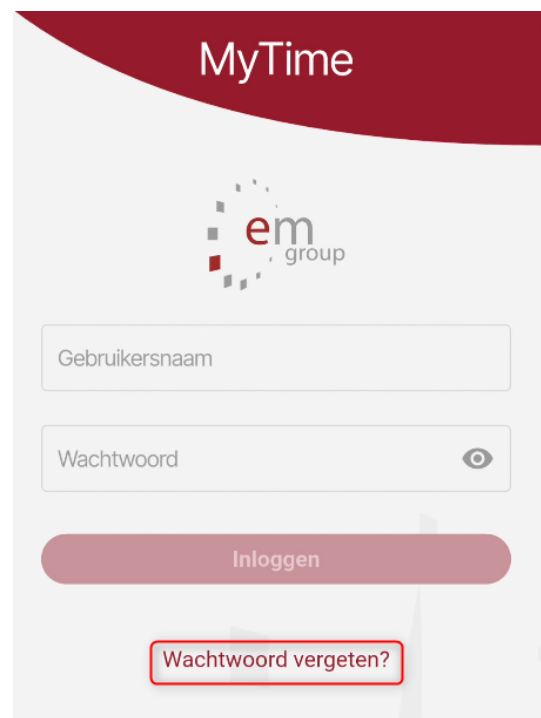 MyTime
em
group
Gebruikersnaam
Wachtwoord
Inloggen
Wachtwoord vergeten?